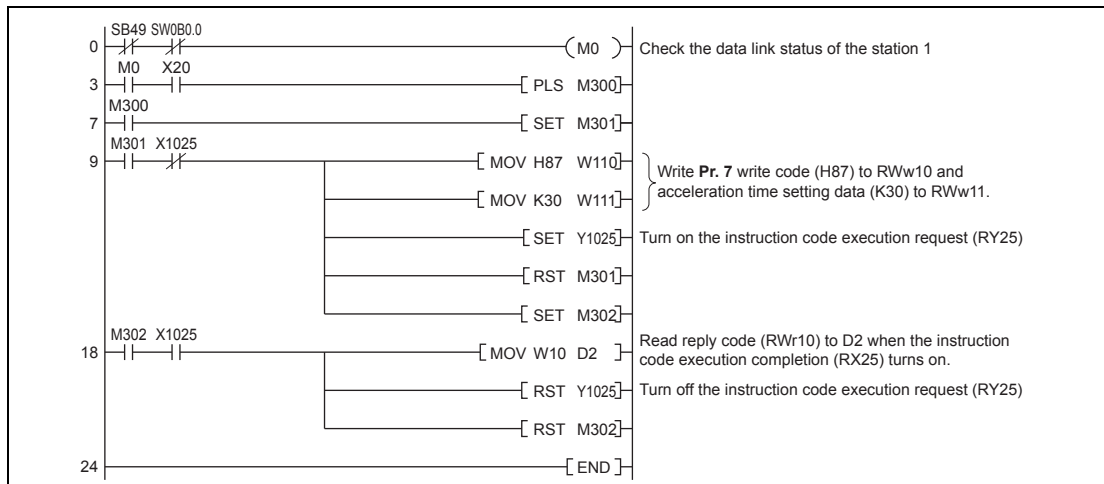 SB49 SW0B0.0
0 M0 Check the data link status of the station 1
M0 X20
3 PLS M300
M300
7 SET M301
M301 X1025
9 MOV H87 W110
Write Pr. 7 write code (H87) to RWw10 and
acceleration time setting data (K30) to RWw11.
MOV K30 W111
SET Y1025 Turn on the instruction code execution request (RY25)
RST M301
SET M302
M302 X1025
18 MOV W10 D2 Read reply code (RWr10) to D2 when the instruction
code execution completion (RX25) turns on.
RST Y1025 Turn off the instruction code execution request (RY25)
RST M302
24 END